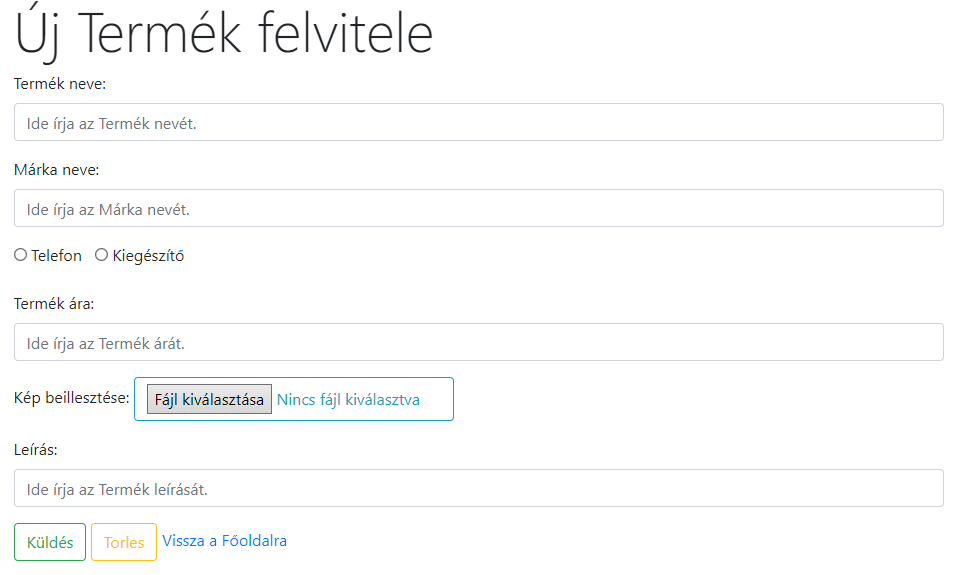 Új Termék felvitele
Termék neve:
Ide írja az Termék nevét.
Márka neve:
Ide írja az Márka nevét.
Telefon Kiegészítő
Termék ára:
Ide írja az Termék árát.
Kép beillesztése: Fájl kiválasztása Nincs fájl kiválasztva
Leírás:
Ide írja az Termék leírását.
Küldés Torles Vissza a Főoldalra